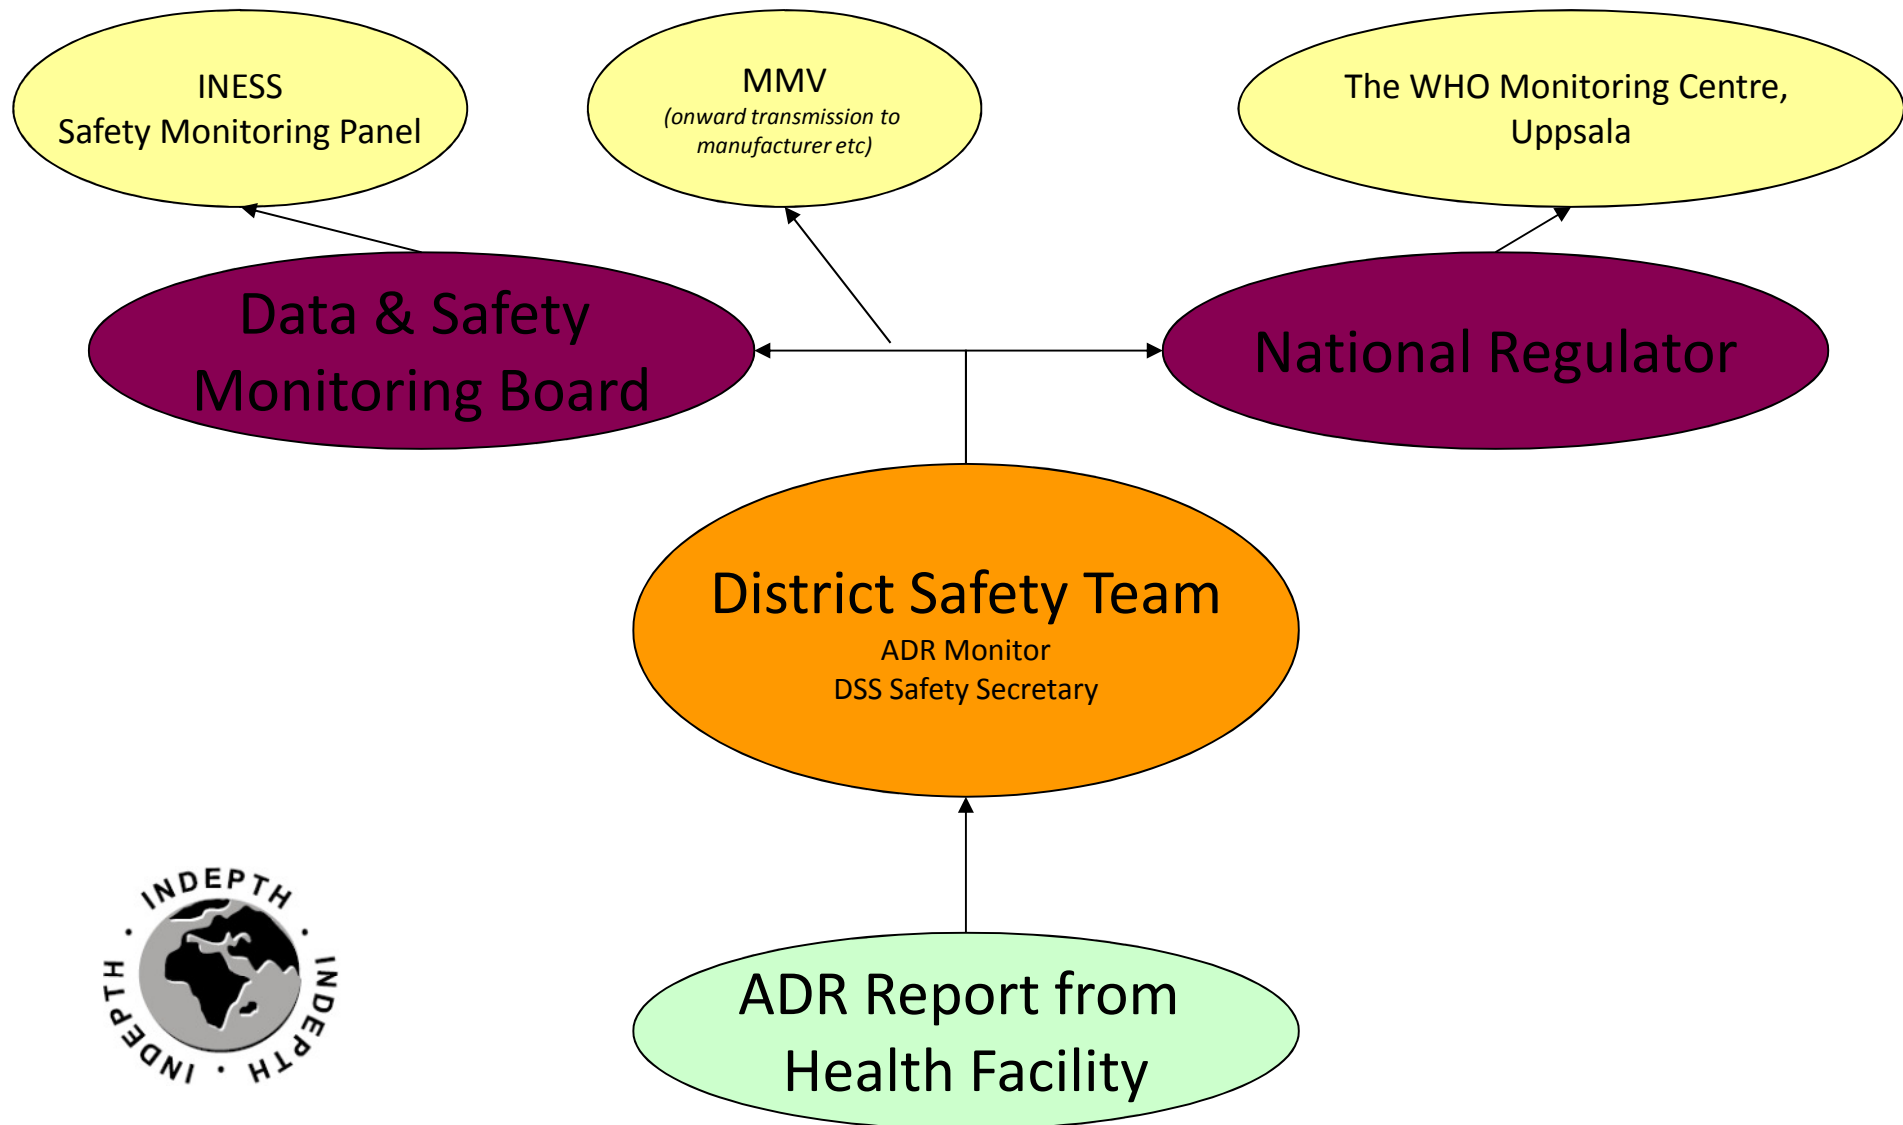 INESS
Safety Monitoring Panel
MMV
(onward transmission to
manufacturer etc)
The WHO Monitoring Centre,
Uppsala
Data & Safety
Monitoring Board
National Regulator
District Safety Team
ADR Monitor
DSS Safety Secretary
ADR Report from
Health Facility
INDEPTH · INDEPTH · INDEPTH ·